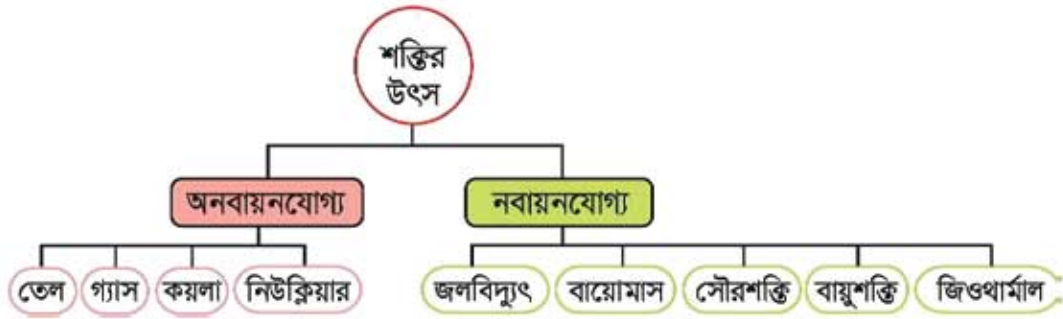 শক্তির
উৎস
অনবায়নযোগ্য
নবায়নযোগ্য
তেল
গ্যাস
কয়লা
নিউক্লিয়ার
জলবিদ্যুৎ
বায়োমাস
সৌরশক্তি
বায়ুশক্তি
জিওথার্মাল